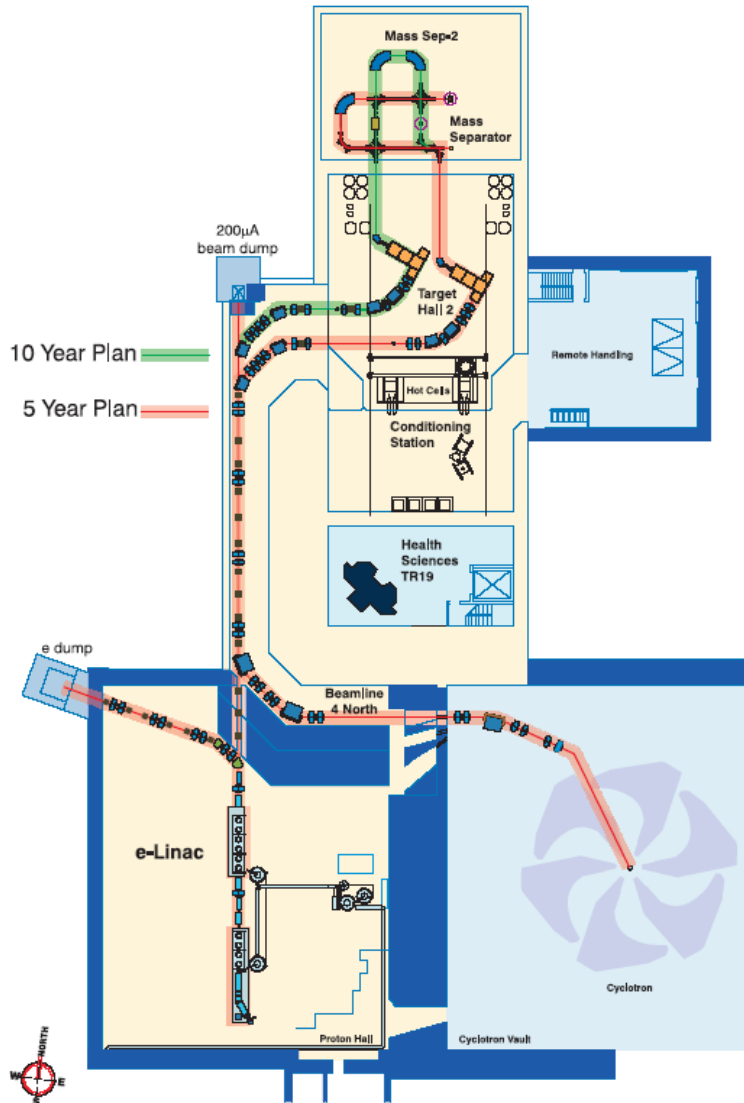 Mass Sep-2
Mass
Separator
200µA
beam dump
Target
Hall 2
10 Year Plan
Remote Handling
5 Year Plan
Hot Cells
Conditioning
Station
Health
Sciences
TR19
e dump
Beamline
4 North
e-Linac
Cyclotron
Proton Hall
Cyclotron Vault
NORTH
W
E
S